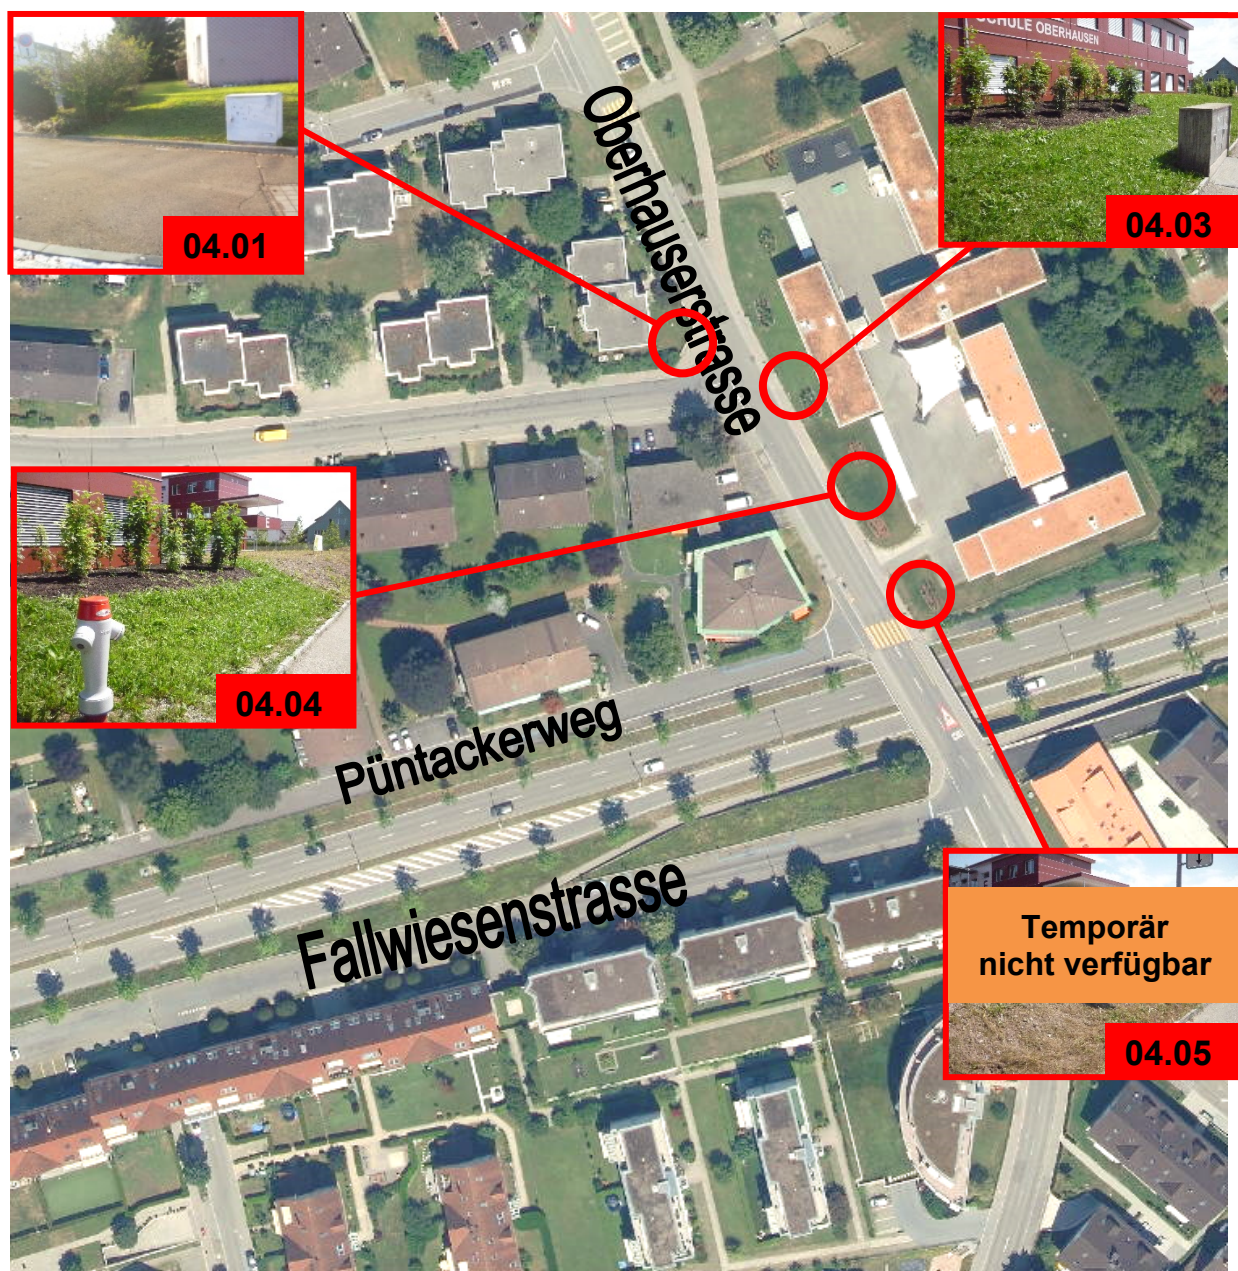 SCHULE OBERHAUSEN
04.01
04.03
Oberhauserstrasse
04.04
Püntackerweg
Fallwiesenstrasse
Temporär
nicht verfügbar
04.05